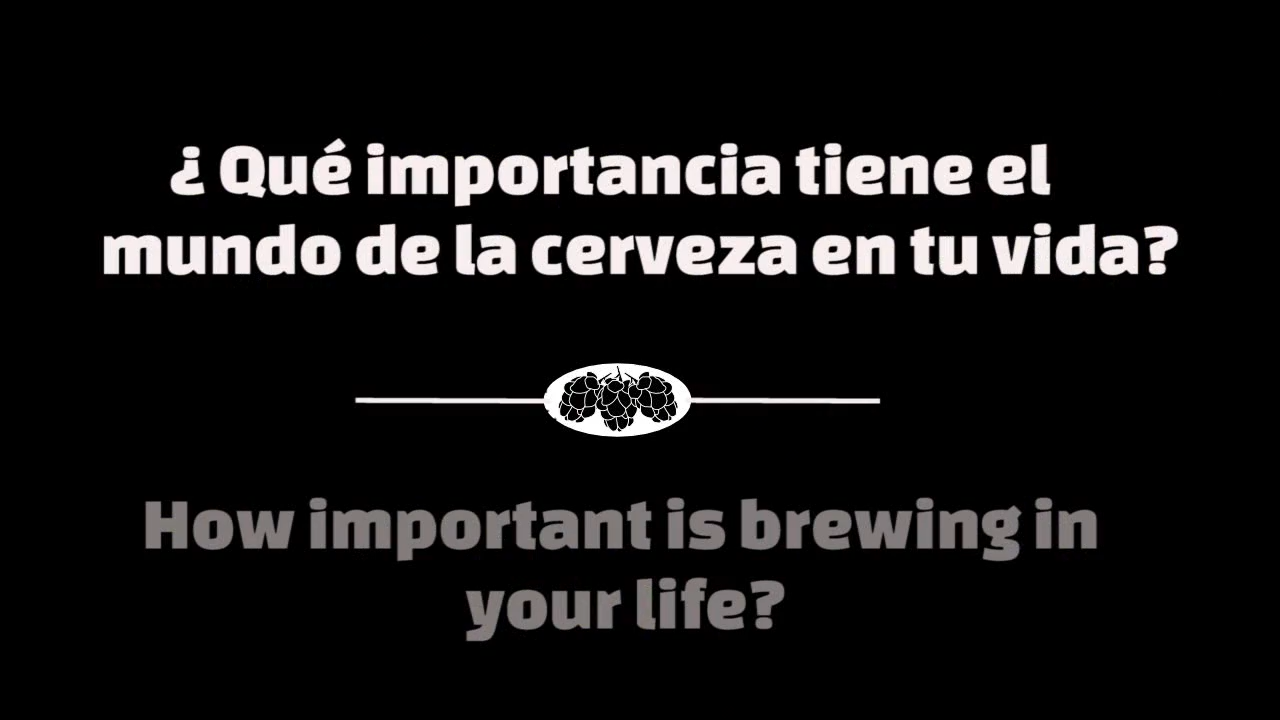 ¿ Qué importancia tiene el
mundo de la cerveza en tu vida?
How important is brewing in
your life?